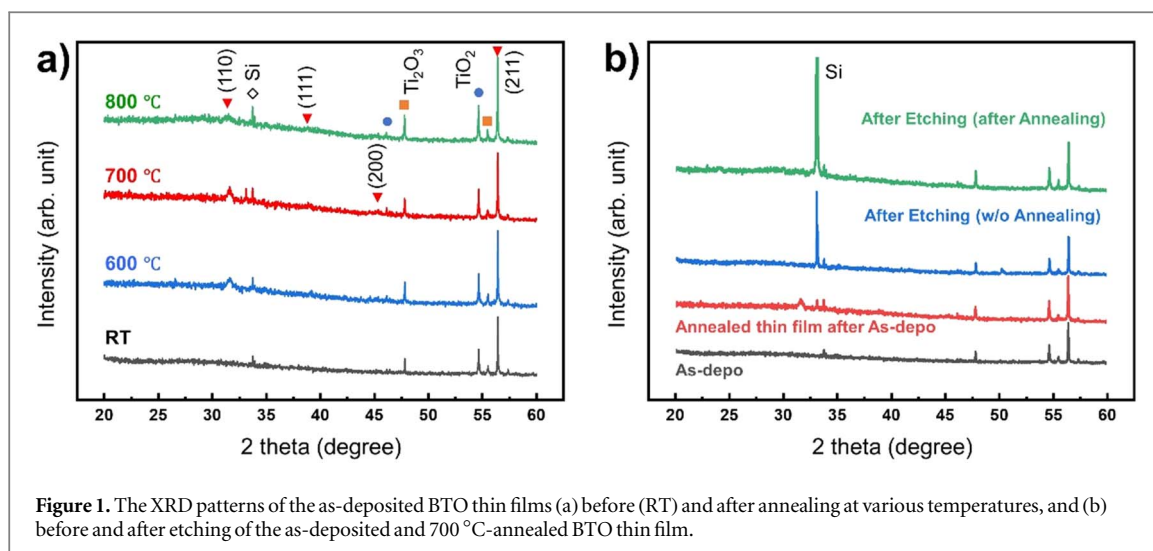 a)
(110)
◇ Si
(111)
(200)
Ti₂O₃
TiO₂
(211)
800 °C
700 °C
600 °C
RT
Intensity (arb. unit)
20 25 30 35 40 45 50 55 60
2 theta (degree)
b)
Si
After Etching (after Annealing)
After Etching (w/o Annealing)
Annealed thin film after As-depo
As-depo
Intensity (arb. unit)
20 25 30 35 40 45 50 55 60
2 theta (degree)
Figure 1. The XRD patterns of the as-deposited BTO thin films (a) before (RT) and after annealing at various temperatures, and (b)
before and after etching of the as-deposited and 700 °C-annealed BTO thin film.